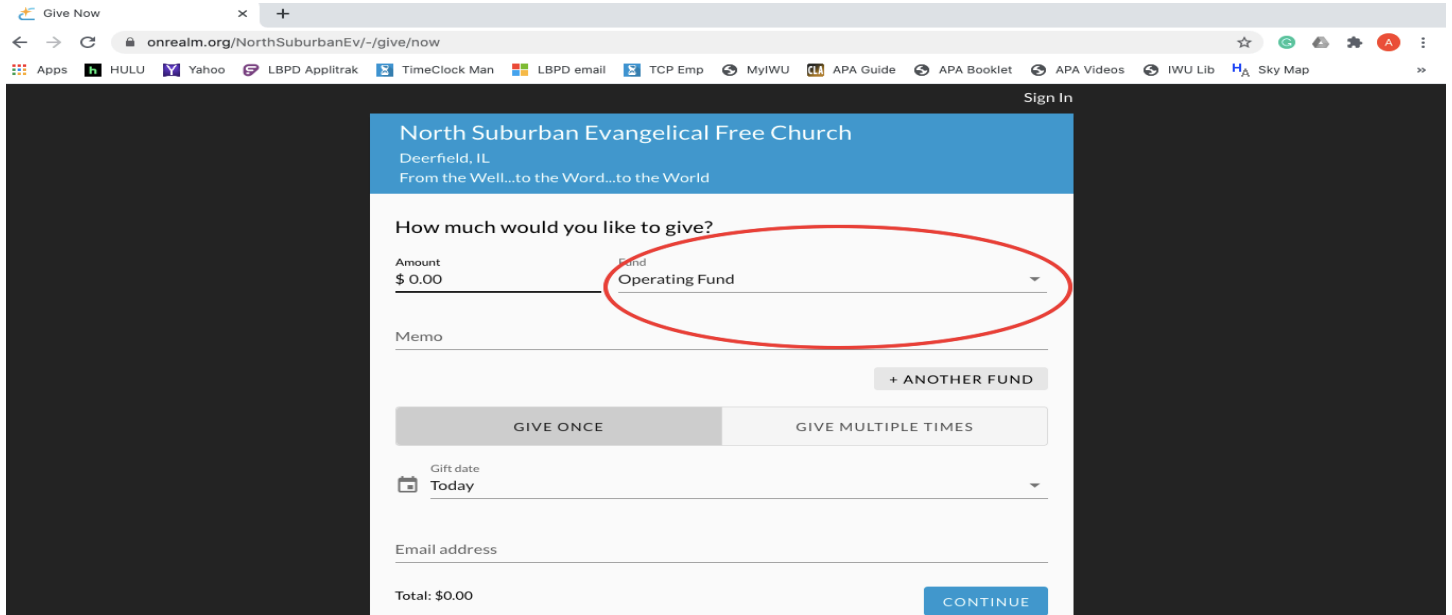 Give Now
onrealm.org/NorthSuburbanEv/-/give/now
A
Apps HULU Yahoo LBPD Applitrak TimeClock Man LBPD email TCP Emp MyIWU CLA APA Guide APA Booklet APA Videos IWU Lib HA Sky Map »
Sign In
North Suburban Evangelical Free Church
Deerfield, IL
From the Well...to the Word...to the World
How much would you like to give?
Amount Fund
$ 0.00 Operating Fund
Memo
+ ANOTHER FUND
GIVE ONCE GIVE MULTIPLE TIMES
Gift date
Today
Email address
Total: $0.00
CONTINUE